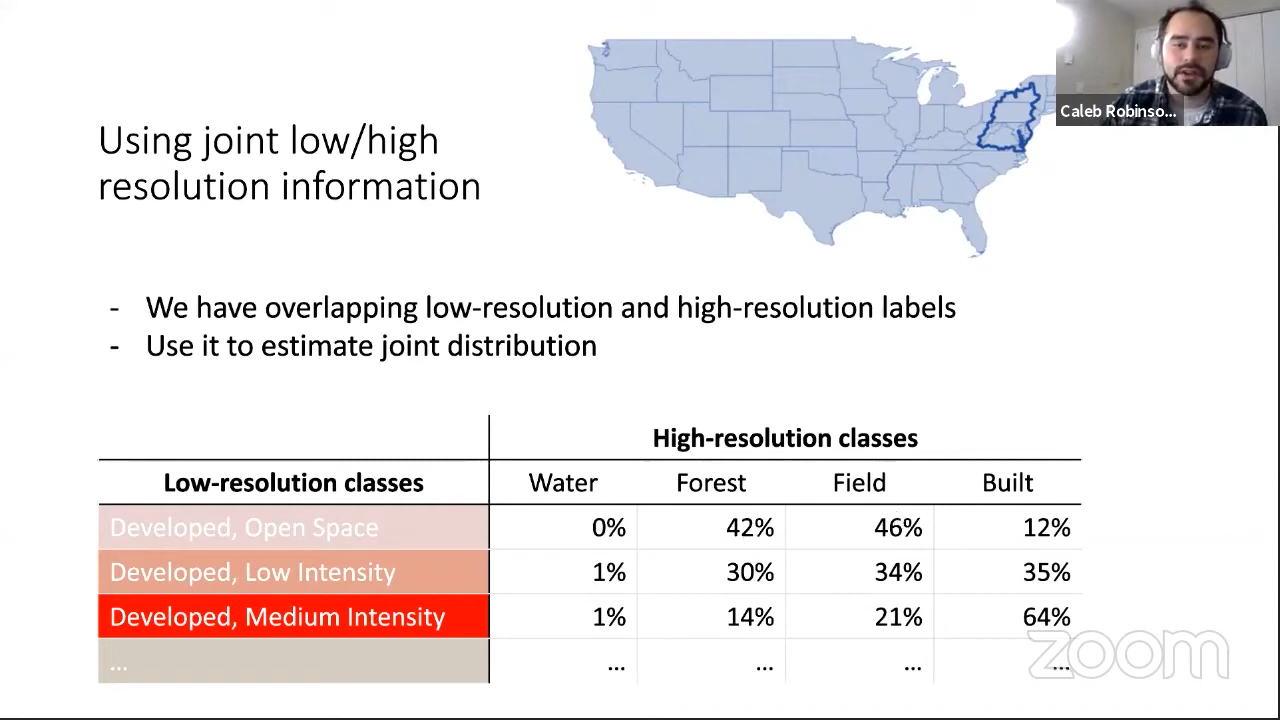 Caleb Robinso...
Using joint low/high
resolution information
- We have overlapping low-resolution and high-resolution labels
- Use it to estimate joint distribution
High-resolution classes
Low-resolution classes Water Forest Field Built
Developed, Open Space 0% 42% 46% 12%
Developed, Low Intensity 1% 30% 34% 35%
Developed, Medium Intensity 1% 14% 21% 64%
... ... ... ... ...
zoom